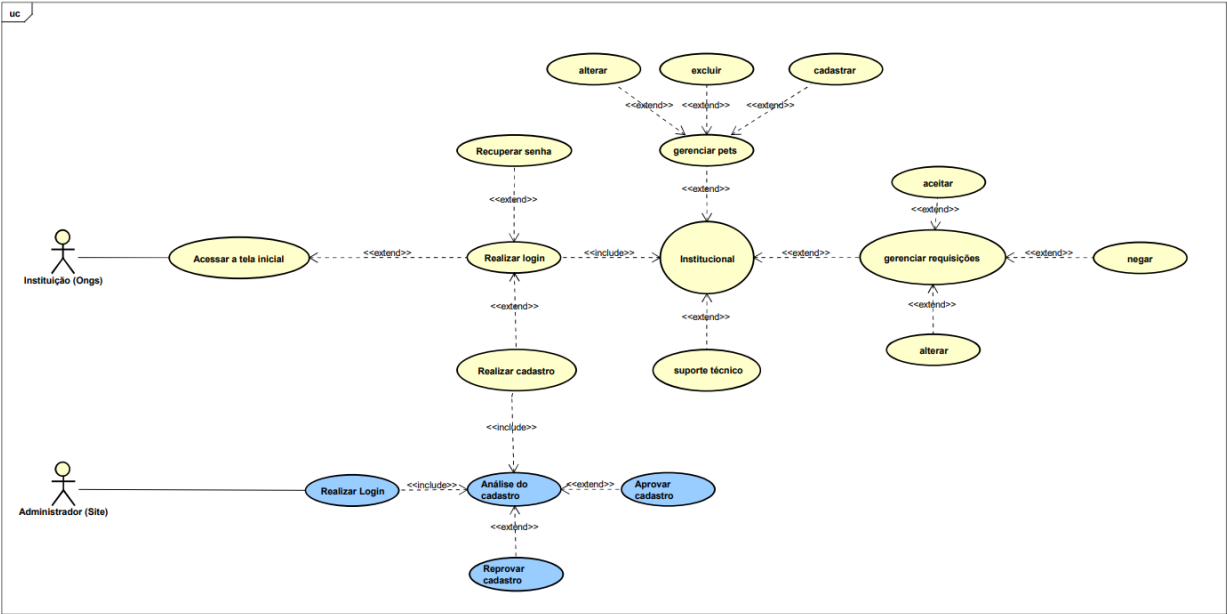 uc
alterar
excluir
cadastrar
<<extend>>
<<extend>>
<<extend>>
Recuperar senha
gerenciar pets
aceitar
<<extend>>
<<extend>>
<<extend>>
Instituição (Ongs)
Acessar a tela inicial
<<extend>>
Realizar login
<<include>>
Institucional
<<extend>>
gerenciar requisições
<<extend>>
negar
<<extend>>
<<extend>>
<<extend>>
Realizar cadastro
suporte técnico
alterar
<<include>>
Administrador (Site)
Realizar Login
<<include>>
Análise do
cadastro
<<extend>>
Aprovar
cadastro
<<extend>>
Reprovar
cadastro